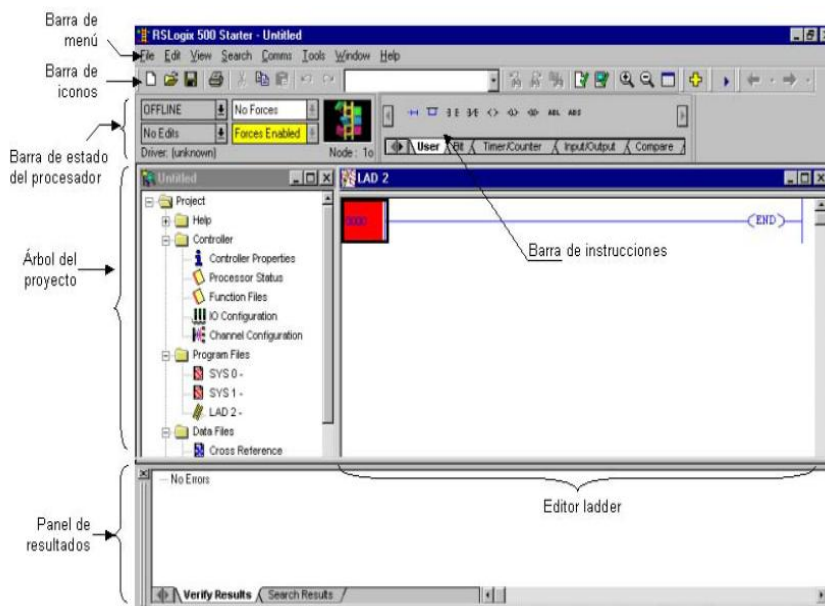 Barra de
menú
RSLogix 500 Starter - Untitled
File Edit View Search Comms Tools Window Help
Barra de
iconos
OFFLINE
No Forces
No Edits
Forces Enabled
Driver: (unknown)
Node: 1o
ABL ABS
User Bit Timer/Counter Input/Output Compare
Barra de estado
del procesador
Untitled
LAD 2
Project
Help
Controller
Controller Properties
Processor Status
Function Files
IO Configuration
Channel Configuration
Program Files
SYS 0 -
SYS 1 -
LAD 2 -
Data Files
Cross Reference
Árbol del
proyecto
0000
(END)
Barra de instrucciones
No Errors
Editor ladder
Panel de
resultados
Verify Results Search Results